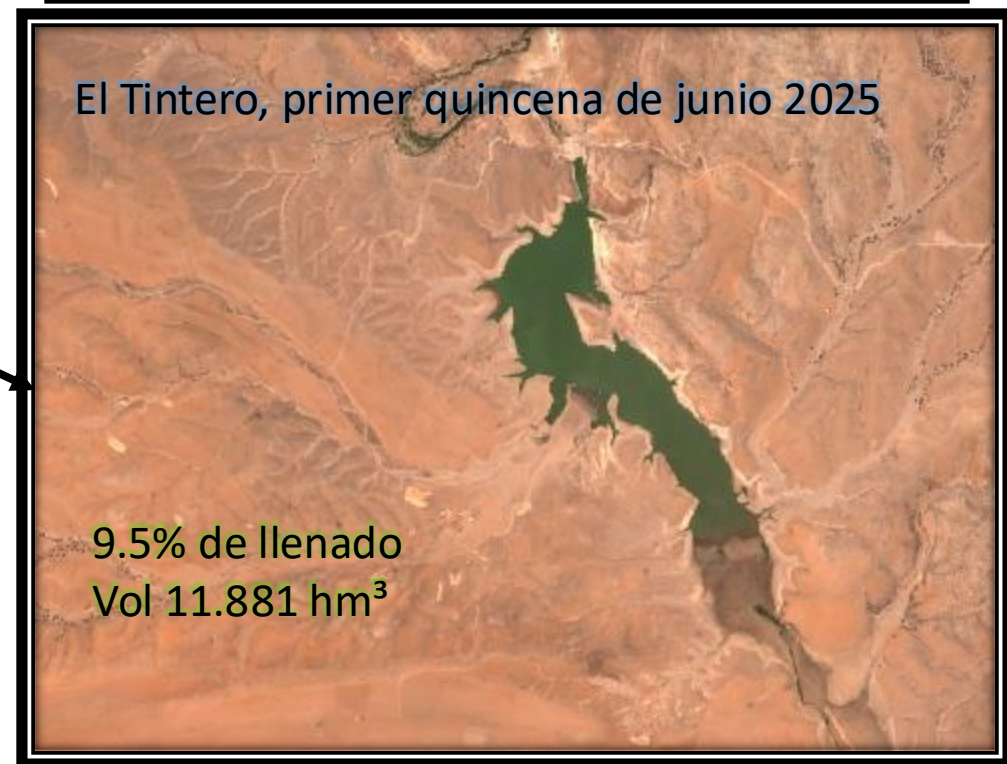 El Tintero, primer quincena de junio 2025
9.5% de llenado
Vol 11.881 hm³